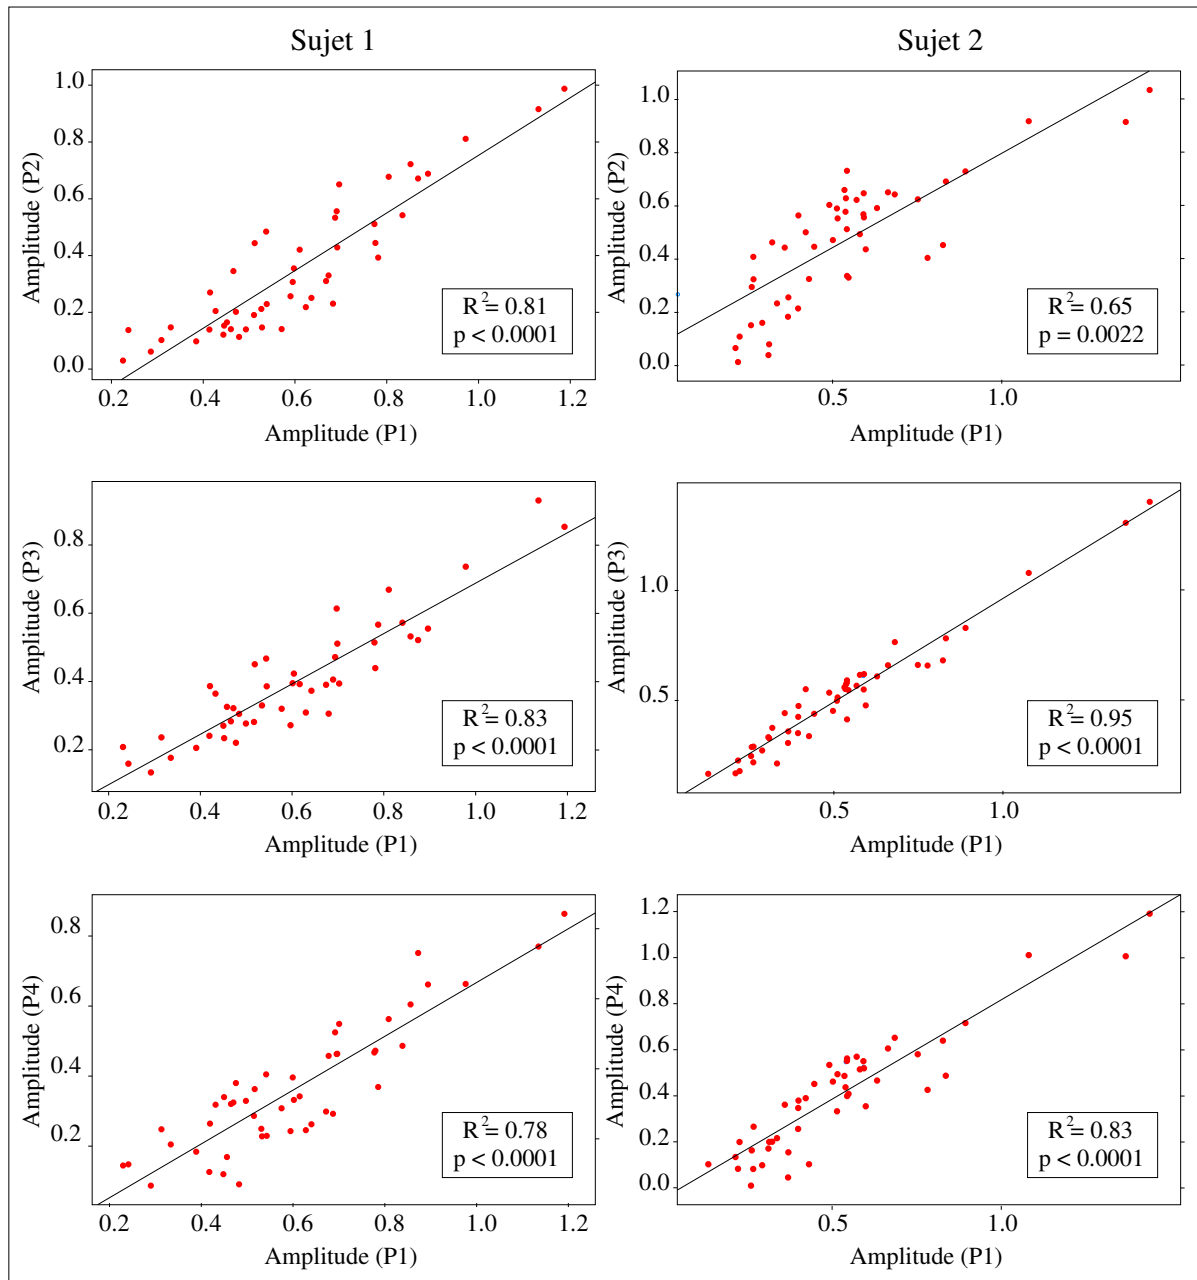 Sujet 1
Sujet 2
Amplitude (P2)
1.0
0.8
0.6
0.4
0.2
0.0
R²= 0.81
p < 0.0001
0.2 0.4 0.6 0.8 1.0 1.2
Amplitude (P1)
Amplitude (P2)
1.0
0.8
0.6
0.4
0.2
0.0
R²= 0.65
p = 0.0022
0.5 1.0
Amplitude (P1)
Amplitude (P3)
0.8
0.6
0.4
0.2
R²= 0.83
p < 0.0001
0.2 0.4 0.6 0.8 1.0 1.2
Amplitude (P1)
Amplitude (P3)
1.0
0.5
R²= 0.95
p < 0.0001
0.5 1.0
Amplitude (P1)
Amplitude (P4)
0.8
0.6
0.4
0.2
R²= 0.78
p < 0.0001
0.2 0.4 0.6 0.8 1.0 1.2
Amplitude (P1)
Amplitude (P4)
1.2
1.0
0.8
0.6
0.4
0.2
0.0
R²= 0.83
p < 0.0001
0.5 1.0
Amplitude (P1)